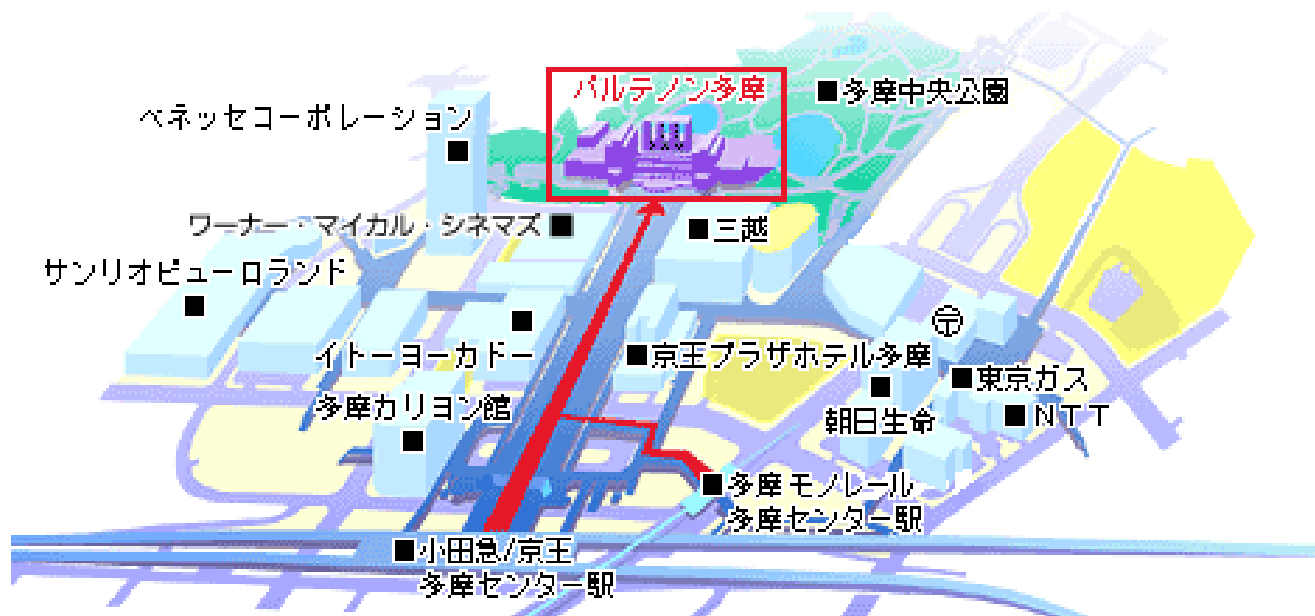 パルテノン多摩
■多摩中央公園
ベネッセコーポレーション
ワーナー・マイカル・シネマズ■
■三越
サンリオピューロランド
〒
イトーヨーカドー
■京王プラザホテル多摩
■東京ガス
多摩カリヨン館
朝日生命
■NTT
■多摩モノレール
多摩センター駅
■小田急/京王
多摩センター駅